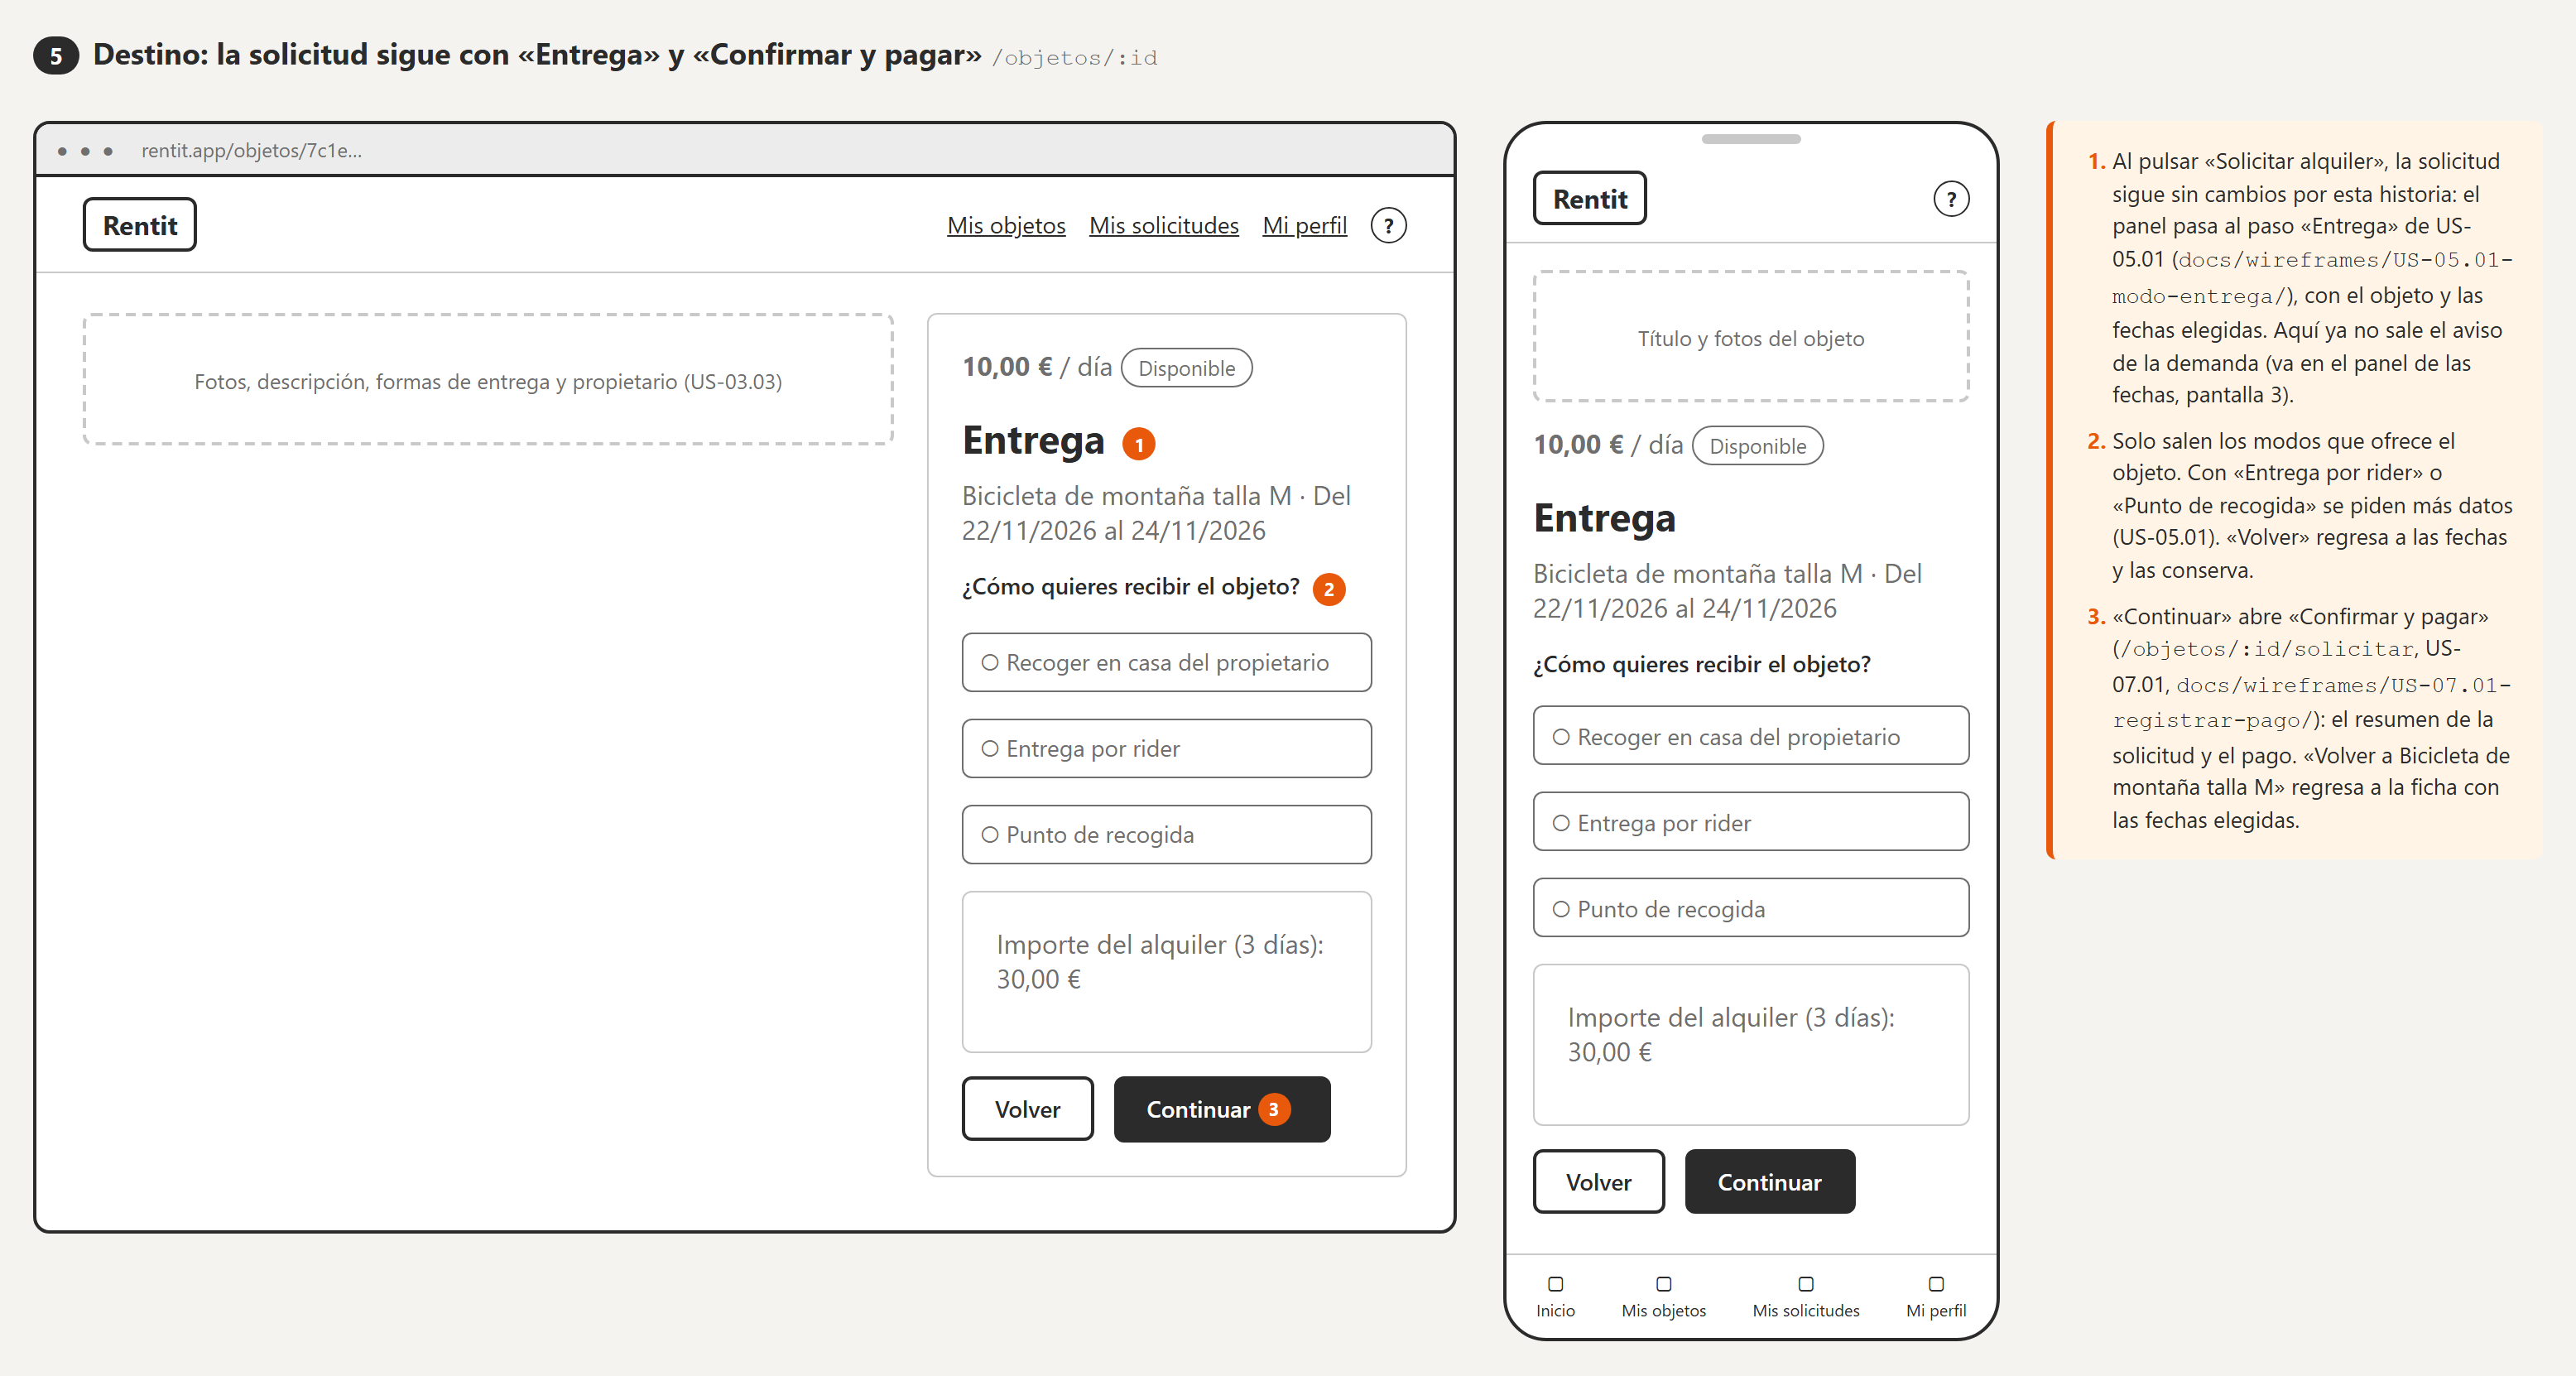 5 Destino: la solicitud sigue con «Entrega» y «Confirmar y pagar» /objetos/:id
rentit.app/objetos/7c1e...
Rentit
Mis objetos Mis solicitudes Mi perfil ?
Fotos, descripción, formas de entrega y propietario (US-03.03)
10,00 € / día Disponible
Entrega 1
Bicicleta de montaña talla M · Del
22/11/2026 al 24/11/2026
¿Cómo quieres recibir el objeto? 2
Recoger en casa del propietario
Entrega por rider
Punto de recogida
Importe del alquiler (3 días):
30,00 €
Volver
Continuar 3
Rentit
?
Título y fotos del objeto
10,00 € / día Disponible
Entrega
Bicicleta de montaña talla M · Del
22/11/2026 al 24/11/2026
¿Cómo quieres recibir el objeto?
Recoger en casa del propietario
Entrega por rider
Punto de recogida
Importe del alquiler (3 días):
30,00 €
Volver
Continuar
Inicio
Mis objetos
Mis solicitudes
Mi perfil
1. Al pulsar «Solicitar alquiler», la solicitud
sigue sin cambios por esta historia: el
panel pasa al paso «Entrega» de US-
05.01 (docs/wireframes/US-05.01-
modo-entrega/), con el objeto y las
fechas elegidas. Aquí ya no sale el aviso
de la demanda (va en el panel de las
fechas, pantalla 3).
2. Solo salen los modos que ofrece el
objeto. Con «Entrega por rider» o
«Punto de recogida» se piden más datos
(US-05.01). «Volver» regresa a las fechas
y las conserva.
3. «Continuar» abre «Confirmar y pagar»
(/objetos/:id/solicitar, US-
07.01, docs/wireframes/US-07.01-
registrar-pago/): el resumen de la
solicitud y el pago. «Volver a Bicicleta de
montaña talla M» regresa a la ficha con
las fechas elegidas.